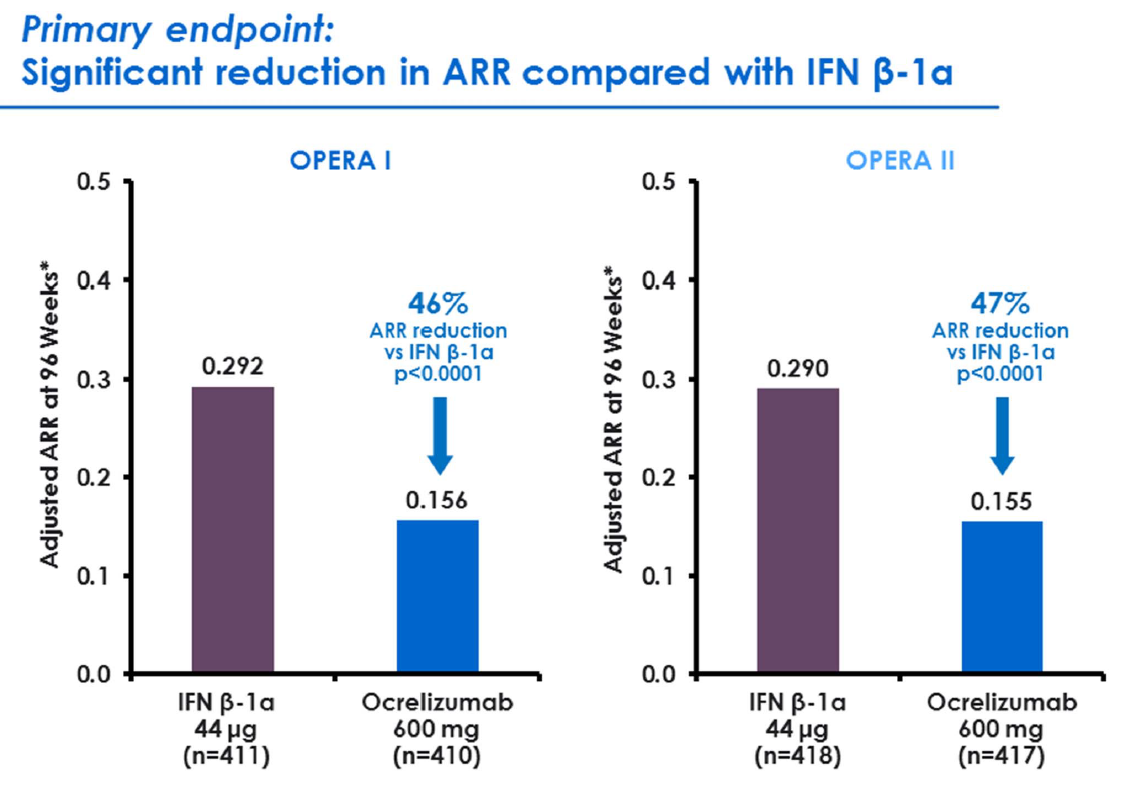 Primary endpoint:
Significant reduction in ARR compared with IFN β-1a
OPERA I
Adjusted ARR at 96 Weeks*
0.5
0.4
0.3
0.2
0.1
0.0
0.292
46%
ARR reduction
vs IFN β-1a
p<0.0001
0.156
IFN β-1a
44 µg
(n=411)
Ocrelizumab
600 mg
(n=410)
OPERA II
Adjusted ARR at 96 Weeks*
0.5
0.4
0.3
0.2
0.1
0.0
0.290
47%
ARR reduction
vs IFN β-1a
p<0.0001
0.155
IFN β-1a
44 µg
(n=418)
Ocrelizumab
600 mg
(n=417)